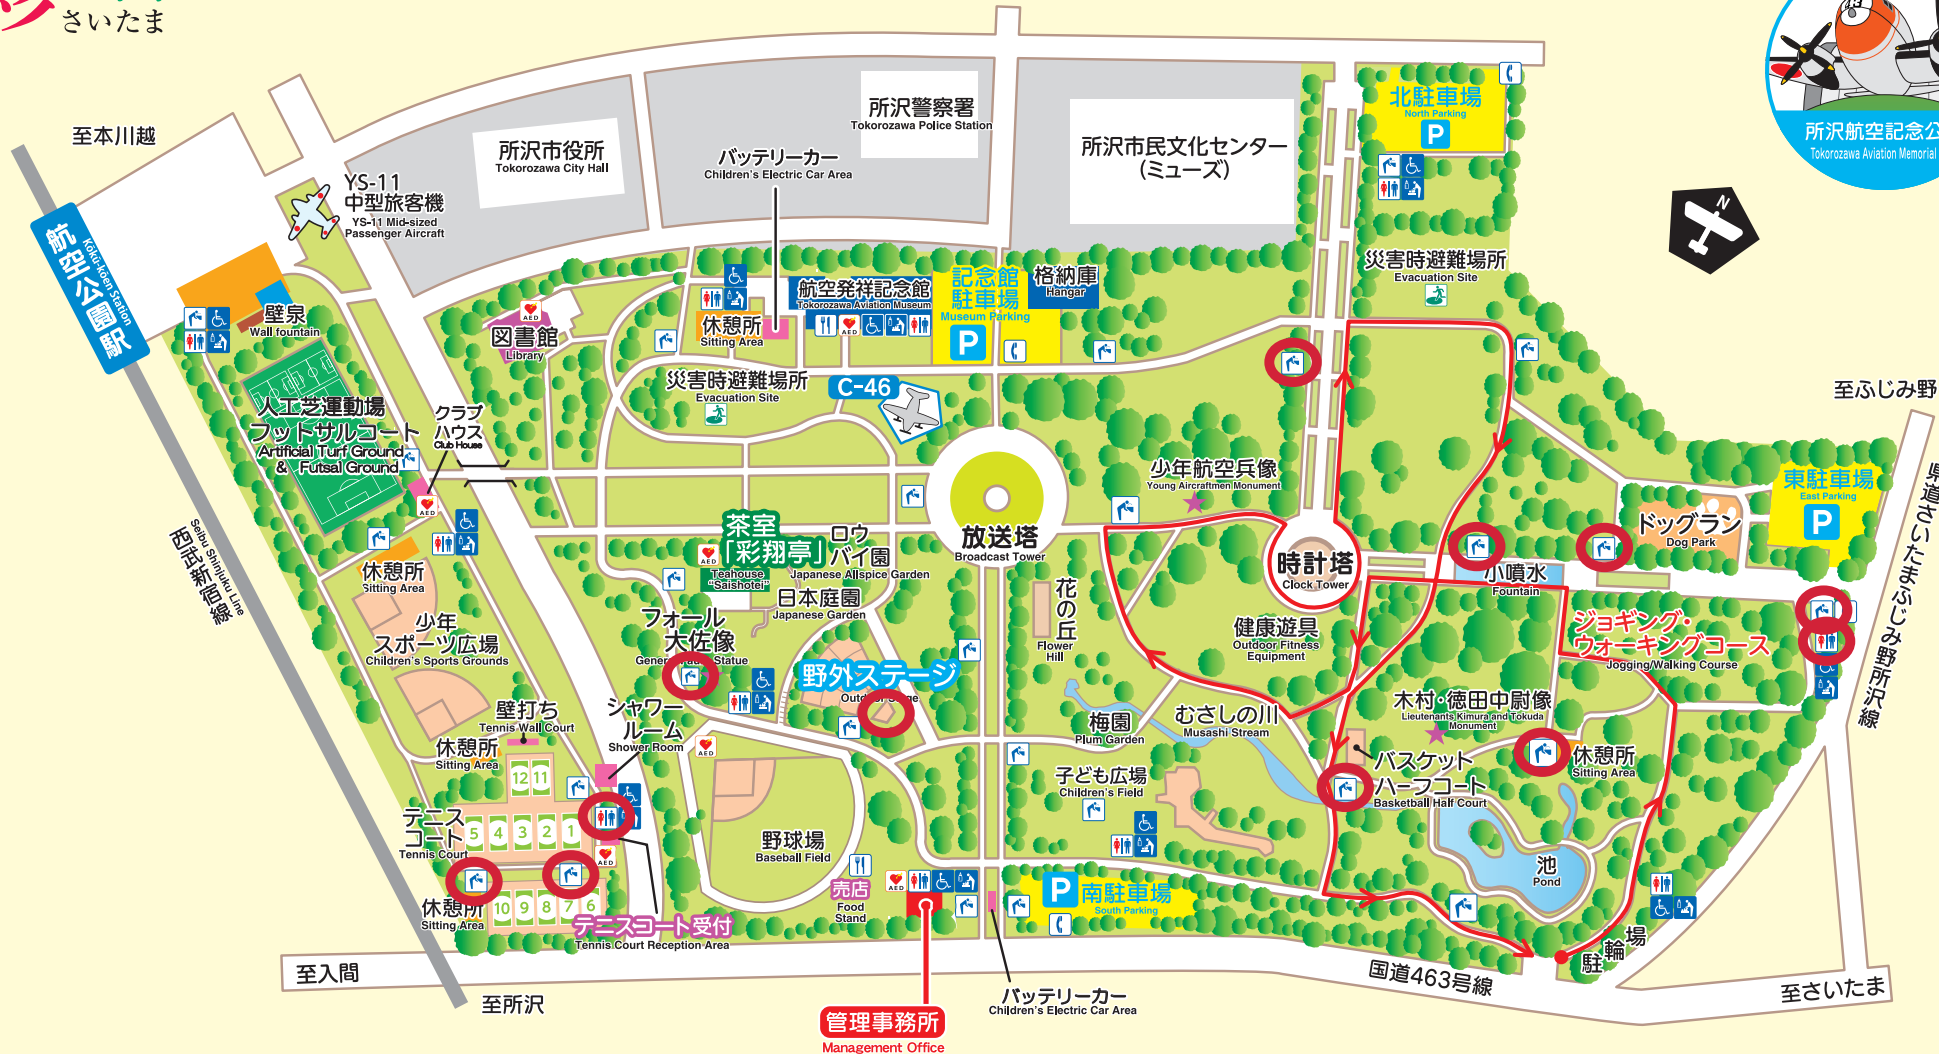 さいたま
至本川越
航空公園駅
Kōkū-kōen Station
YS-11
中型旅客機
YS-11 Mid-sized
Passenger Aircraft
所沢市役所
Tokorozawa City Hall
所沢警察署
Tokorozawa Police Station
バッテリーカー
Children's Electric Car Area
所沢市民文化センター
(ミューズ)
北駐車場
North Parking
P
所沢航空記念公
Tokorozawa Aviation Memorial
N
災害時避難場所
Evacuation Site
壁泉
Wall fountain
AED
図書館
Library
休憩所
Sitting Area
航空発祥記念館
Tokorozawa Aviation Museum
AED
記念館
駐車場
Museum Parking
P
格納庫
Hangar
災害時避難場所
Evacuation Site
C-46
至ふじみ野
県道さいたまふじみ野所沢線
人工芝運動場
フットサルコート
Artificial Turf Ground
& Futsal Ground
クラブ
ハウス
Club House
AED
少年航空兵像
Young Aircraftmen Monument
東駐車場
East Parking
P
ドッグラン
Dog Park
西武新宿線
Seibu Shinjuku Line
休憩所
Sitting Area
茶室
「彩翔亭」
Teahouse
"Saishotei"
AED
ロウ
バイ園
Japanese Allspice Garden
日本庭園
Japanese Garden
放送塔
Broadcast Tower
時計塔
Clock Tower
小噴水
Fountain
花の丘
Flower
Hill
健康遊具
Outdoor Fitness
Equipment
ジョギング・
ウォーキングコース
Jogging/Walking Course
少年
スポーツ広場
Children's Sports Grounds
フォール
大佐像
野外ステージ
壁打ち
Tennis Wall Court
シャワー
ルーム
Shower Room
AED
梅園
Plum Garden
むさしの川
Musashi Stream
木村・徳田中尉像
Lieutenants Kimura and Tokuda
Monument
休憩所
Sitting Area
休憩所
Sitting Area
バスケット
ハーフコート
Basketball Half Court
子ども広場
Children's Field
12 11
テニス
コート
Tennis Court
5 4 3 2 1
AED
野球場
Baseball Field
池
Pond
休憩所
Sitting Area
10 9 8 7 6
テニスコート受付
Tennis Court Reception Area
売店
Food
Stand
AED
P
南駐車場
South Parking
駐輪場
至入間
至所沢
国道463号線
至さいたま
バッテリーカー
Children's Electric Car Area
管理事務所
Management Office